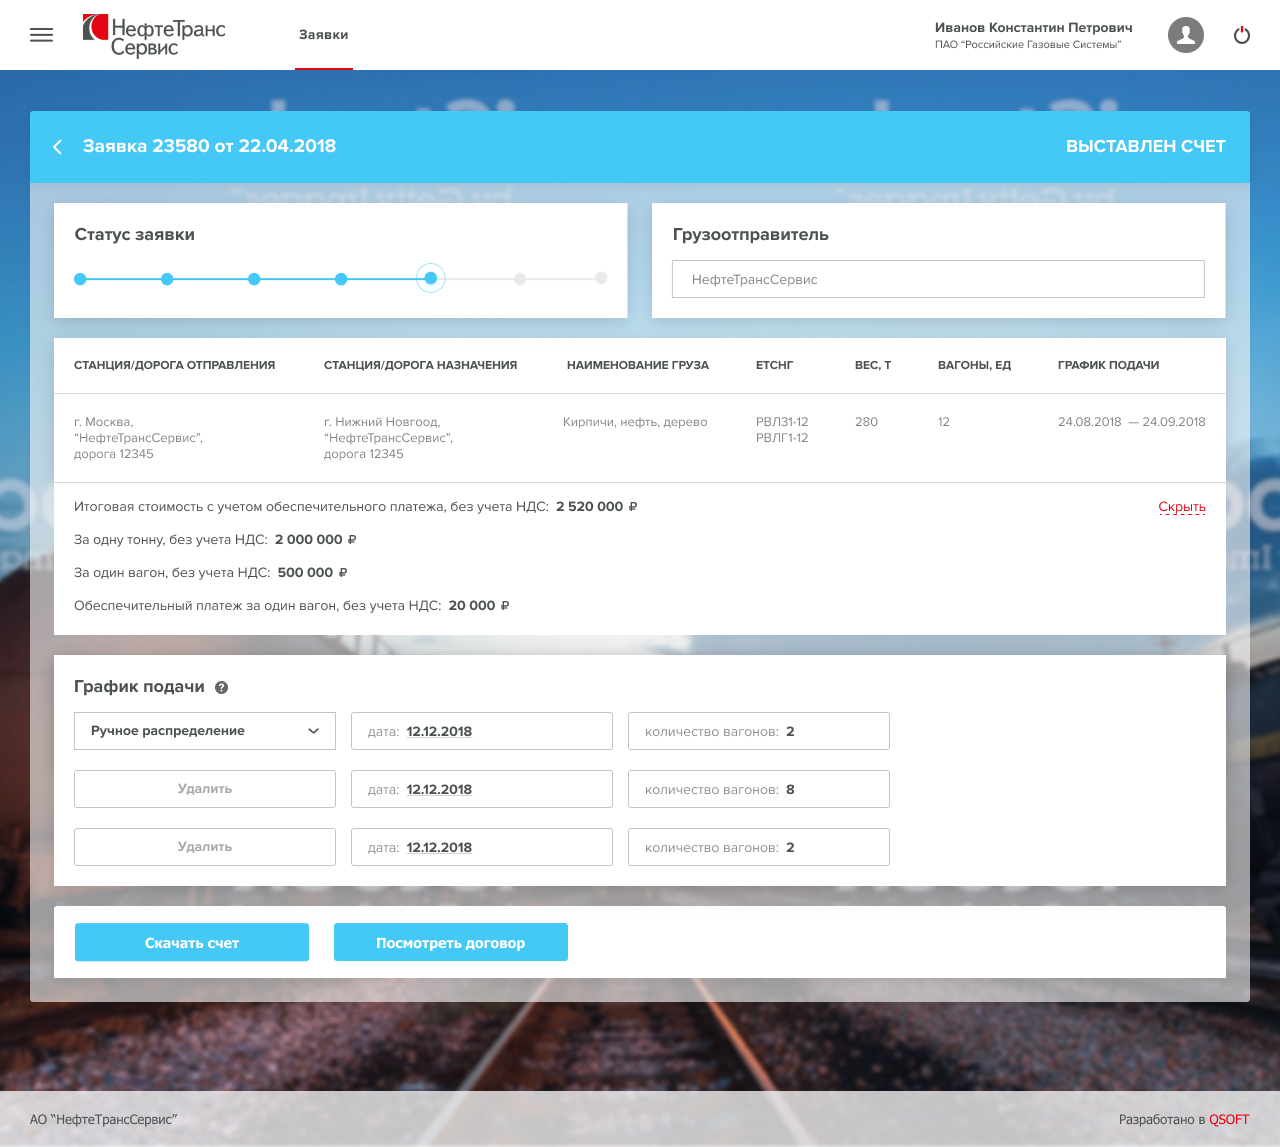 НефтеТранс
Сервис
Заявки
Иванов Константин Петрович
ПАО “Российские Газовые Системы”
Заявка 23580 от 22.04.2018
ВЫСТАВЛЕН СЧЕТ
Статус заявки
Грузоотправитель
НефтеТрансСервис
СТАНЦИЯ/ДОРОГА ОТПРАВЛЕНИЯ СТАНЦИЯ/ДОРОГА НАЗНАЧЕНИЯ НАИМЕНОВАНИЕ ГРУЗА ЕТСНГ ВЕС, Т ВАГОНЫ, ЕД ГРАФИК ПОДАЧИ
г. Москва, г. Нижний Новгоод, Кирпичи, нефть, дерево РВЛ31-12 280 12 24.08.2018 — 24.09.2018
“НефтеТрансСервис”, “НефтеТрансСервис”, РВЛГ1-12
дорога 12345 дорога 12345
Итоговая стоимость с учетом обеспечительного платежа, без учета НДС: 2 520 000 ₽ Скрыть
За одну тонну, без учета НДС: 2 000 000 ₽
За один вагон, без учета НДС: 500 000 ₽
Обеспечительный платеж за один вагон, без учета НДС: 20 000 ₽
График подачи ?
Ручное распределение дата: 12.12.2018 количество вагонов: 2
Удалить дата: 12.12.2018 количество вагонов: 8
Удалить дата: 12.12.2018 количество вагонов: 2
Скачать счет Посмотреть договор
АО “НефтеТрансСервис” Разработано в QSOFT